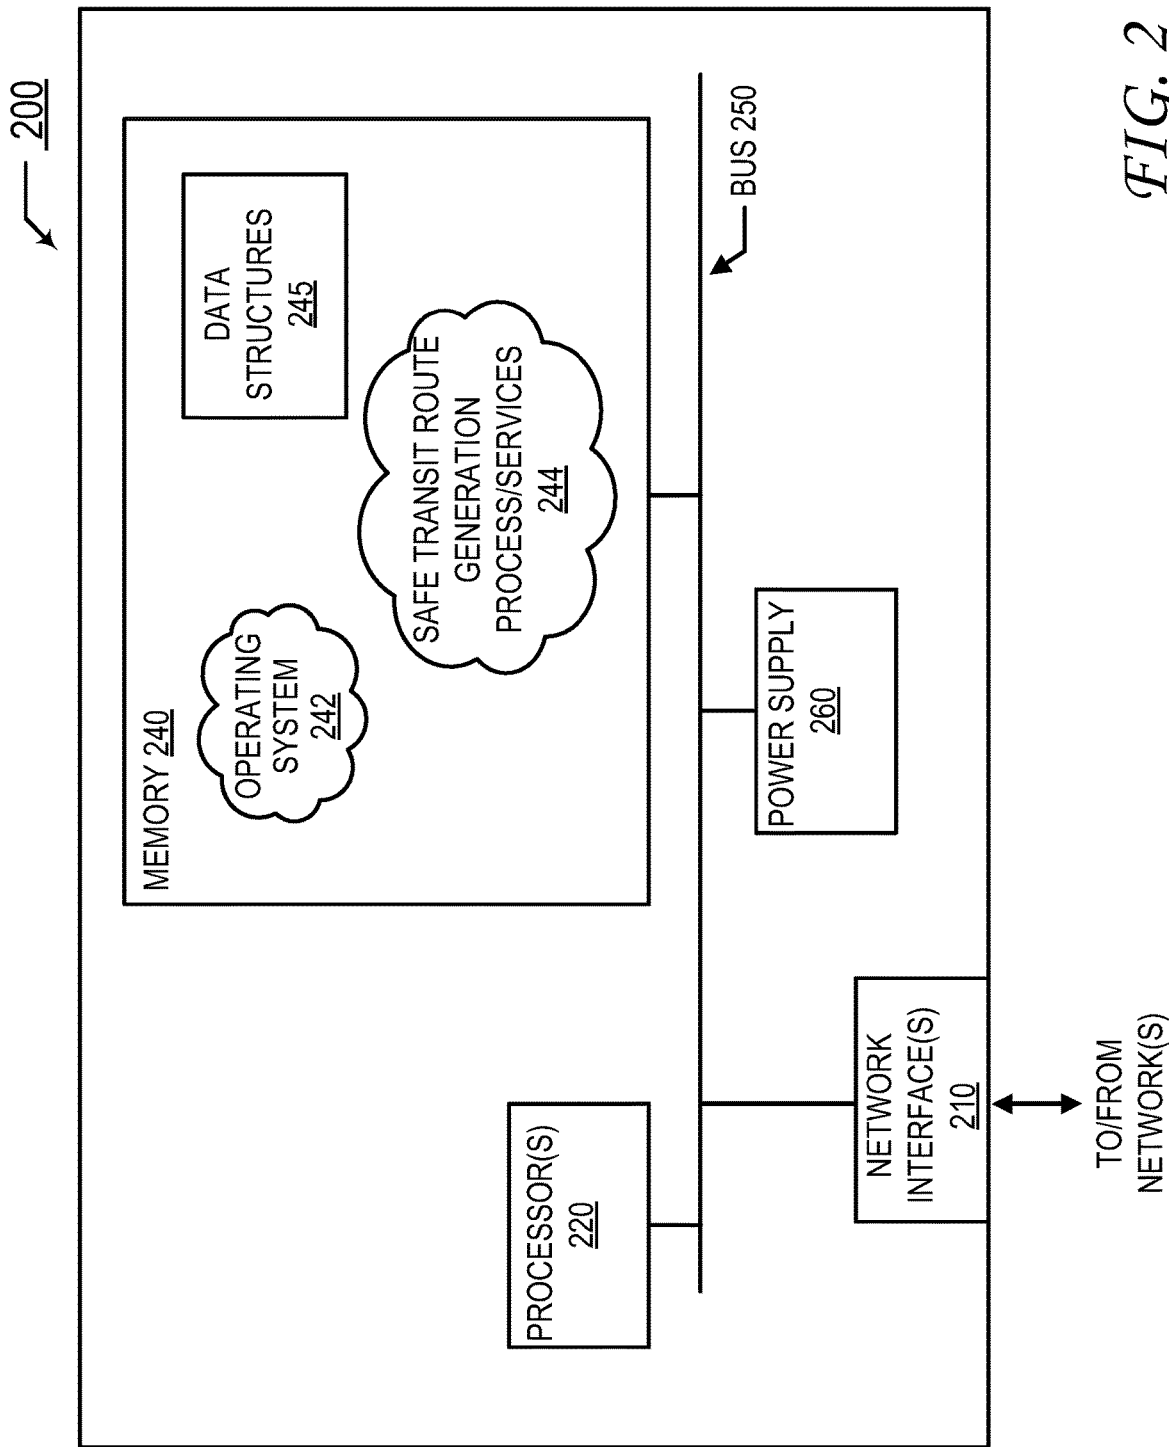 200
MEMORY 240
OPERATING
SYSTEM
242
DATA
STRUCTURES
245
SAFE TRANSIT ROUTE
GENERATION
PROCESS/SERVICES
244
PROCESSOR(S)
220
BUS 250
POWER SUPPLY
260
NETWORK
INTERFACE(S)
210
TO/FROM
NETWORK(S)
FIG. 2